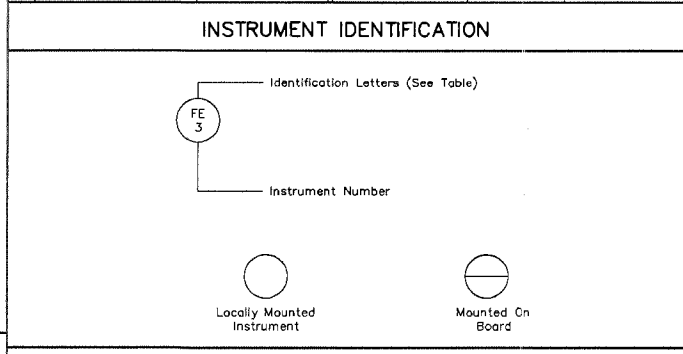 INSTRUMENT IDENTIFICATION
Identification Letters (See Table)
FE
3
Instrument Number
Locally Mounted
Instrument
Mounted On
Board